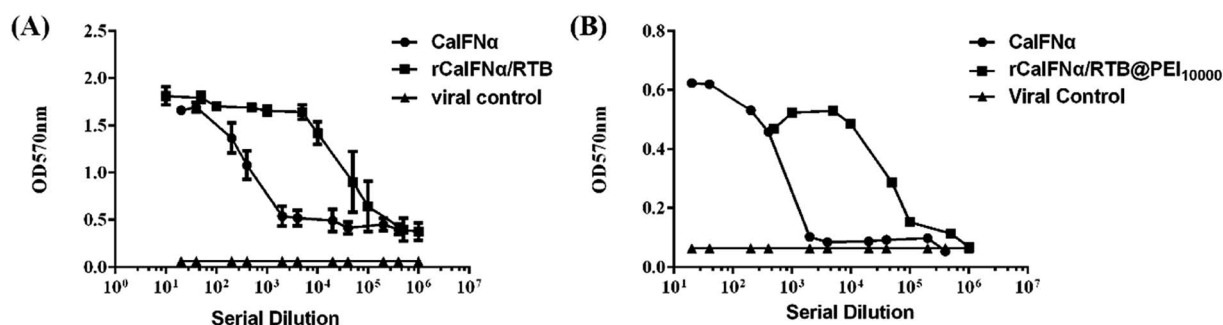 (A)
2.5
2.0
1.5
1.0
0.5
0.0
OD570nm
10⁰ 10¹ 10² 10³ 10⁴ 10⁵ 10⁶ 10⁷
Serial Dilution
CaIFNα
rCaIFNα/RTB
viral control
(B)
0.8
0.6
0.4
0.2
0.0
OD570nm
10¹ 10² 10³ 10⁴ 10⁵ 10⁶ 10⁷
Serial Dilution
CaIFNα
rCaIFNα/RTB@PEI₁₀₀₀₀
Viral Control